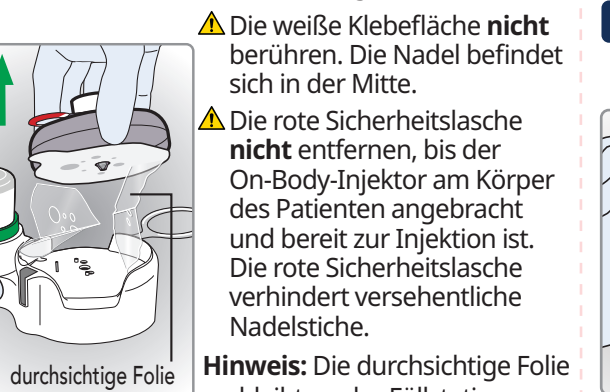 Die weiße Klebefläche nicht
berühren. Die Nadel befindet
sich in der Mitte.
Die rote Sicherheitslasche
nicht entfernen, bis der
On-Body-Injektor am Körper
des Patienten angebracht
und bereit zur Injektion ist.
Die rote Sicherheitslasche
verhindert versehentliche
Nadelstiche.
Hinweis: Die durchsichtige Folie
durchsichtige Folie